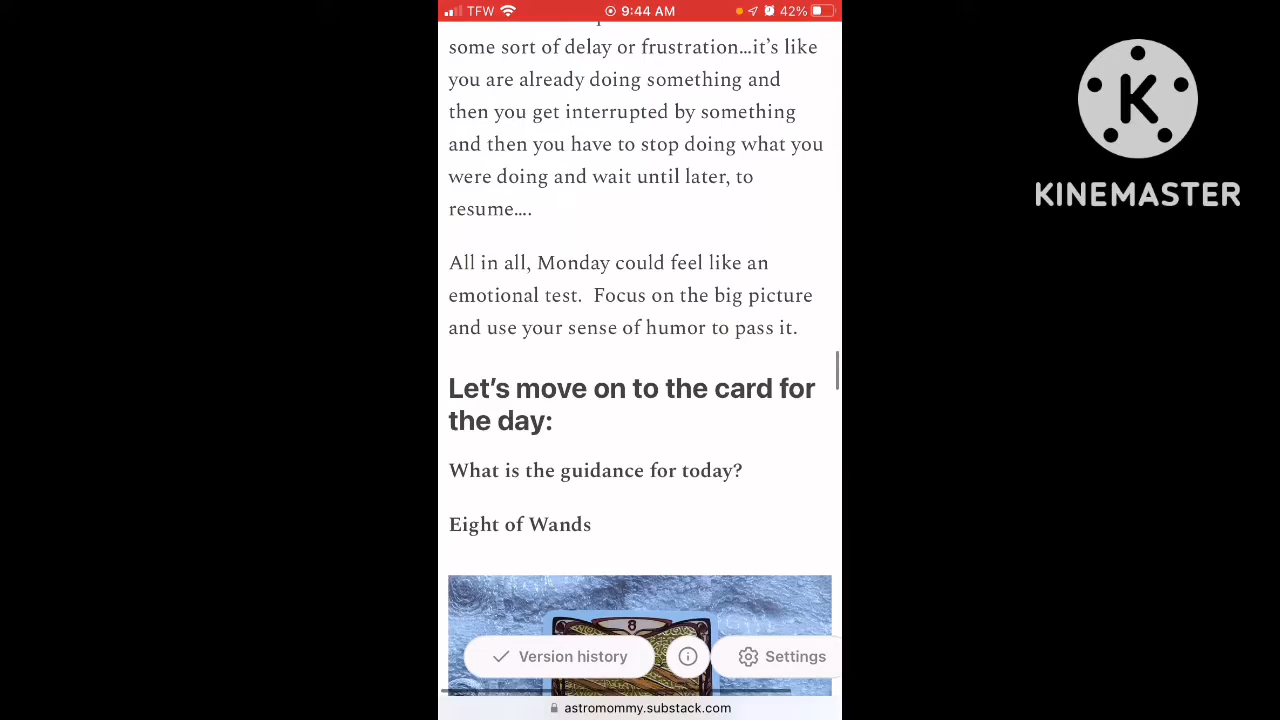 TFW 9:44 AM 42%
some sort of delay or frustration…it’s like
you are already doing something and
then you get interrupted by something
and then you have to stop doing what you
were doing and wait until later, to
resume….
All in all, Monday could feel like an
emotional test.  Focus on the big picture
and use your sense of humor to pass it.
Let’s move on to the card for
the day:
What is the guidance for today?
Eight of Wands
8
Version history
Settings
astromommy.substack.com
K
KINEMASTER